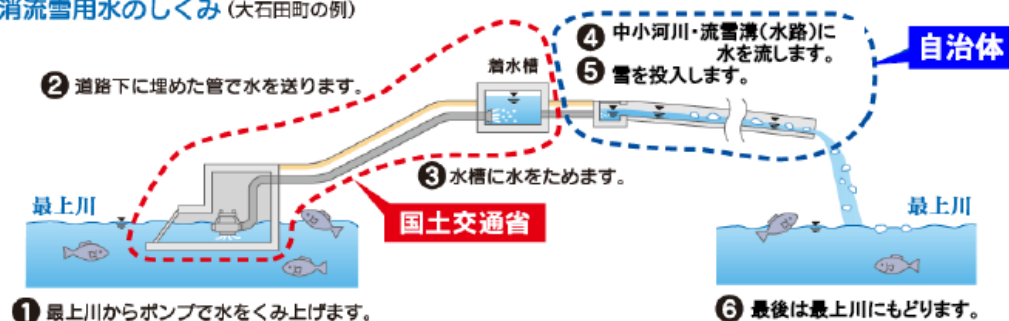 消流雪用水のしくみ(大石田町の例)
❹ 中小河川・流雪溝(水路)に
水を流します。
❺ 雪を投入します。
自治体
❷ 道路下に埋めた管で水を送ります。
着水槽
❸ 水槽に水をためます。
国土交通省
最上川
最上川
❶ 最上川からポンプで水をくみ上げます。
❻ 最後は最上川にもどります。